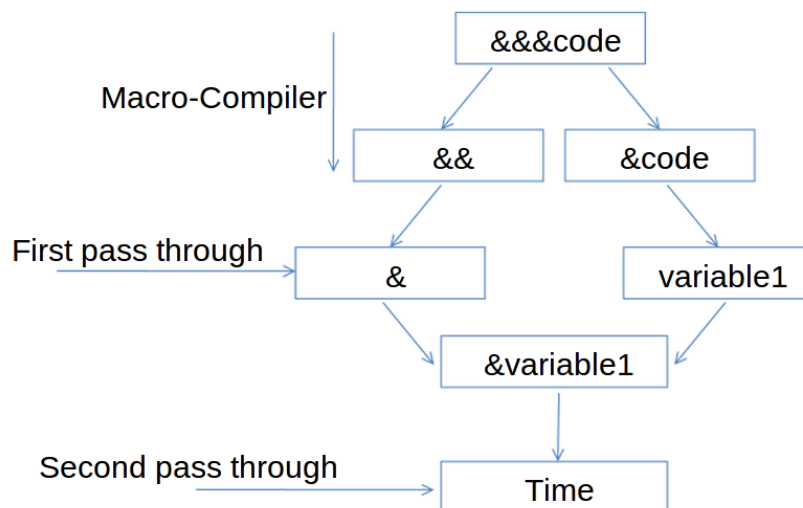 &&&code
Macro-Compiler
&&
&code
First pass through
&
variable1
&variable1
Second pass through
Time